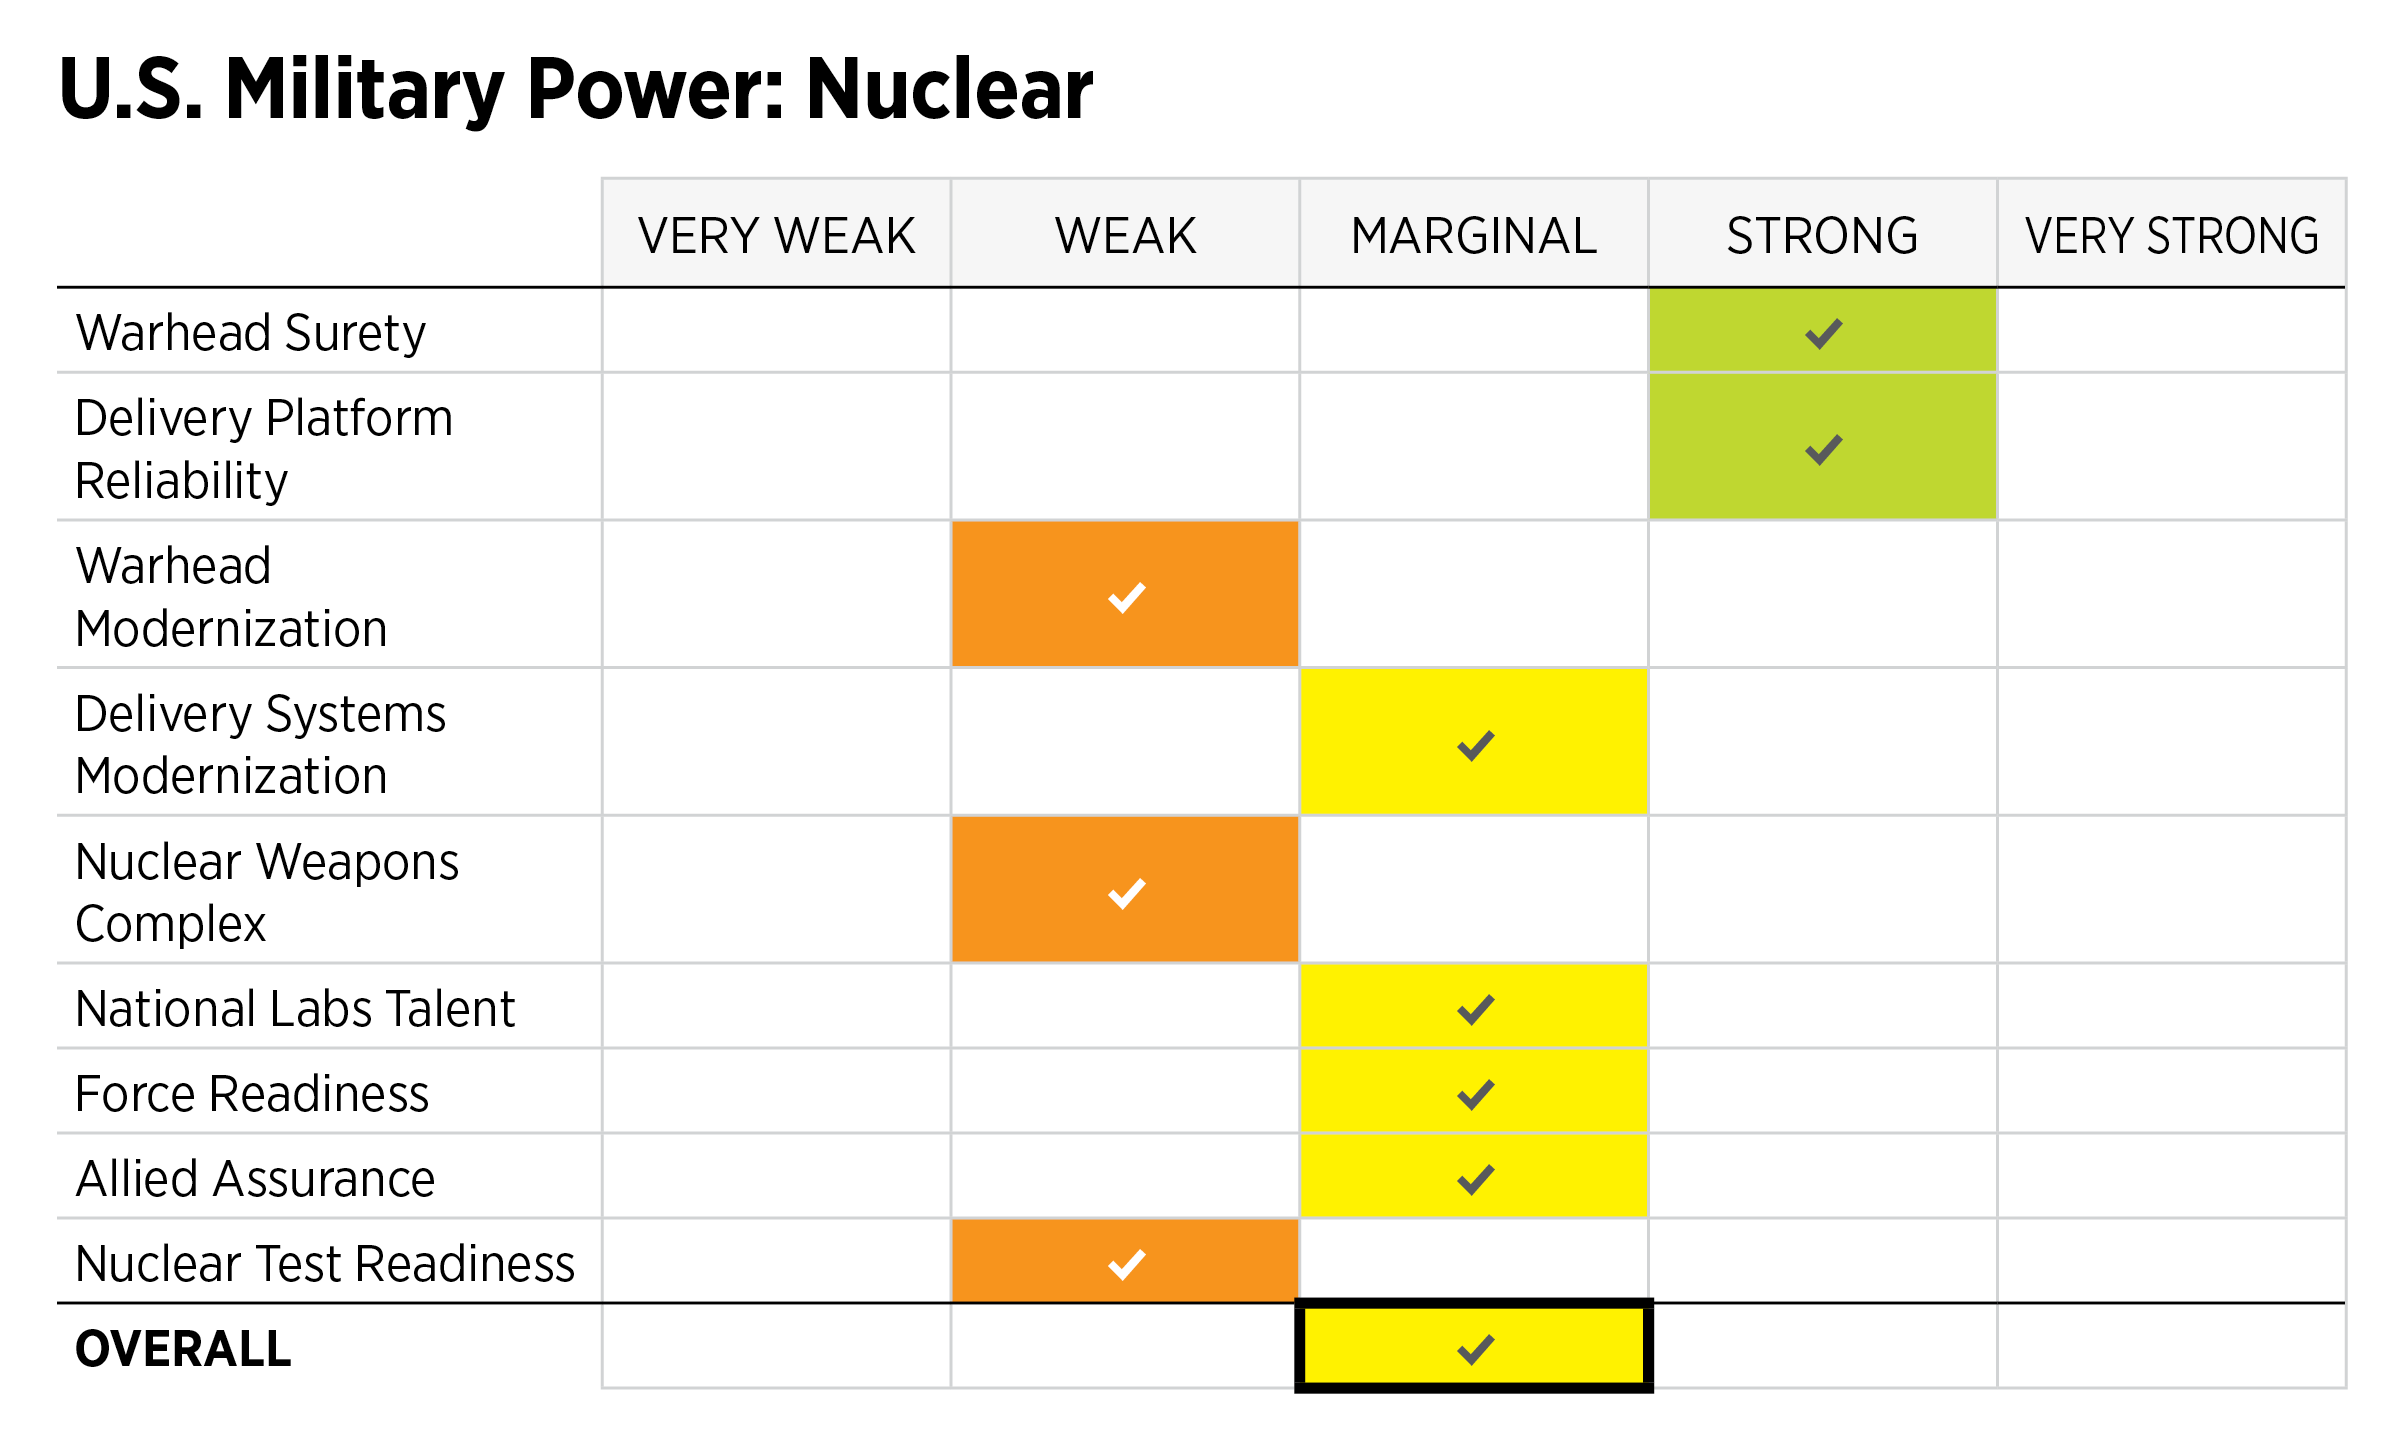 U.S. Military Power: Nuclear
VERY WEAK WEAK MARGINAL STRONG VERY STRONG
Warhead Surety
Delivery Platform
Reliability
Warhead
Modernization
Delivery Systems
Modernization
Nuclear Weapons
Complex
National Labs Talent
Force Readiness
Allied Assurance
Nuclear Test Readiness
OVERALL